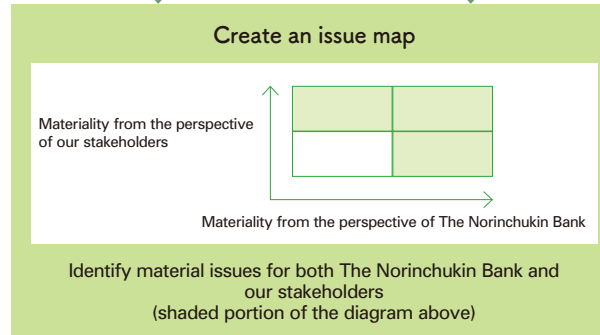 Create an issue map
Materiality from the perspective
of our stakeholders
Materiality from the perspective of The Norinchukin Bank
Identify material issues for both The Norinchukin Bank and
our stakeholders
(shaded portion of the diagram above)